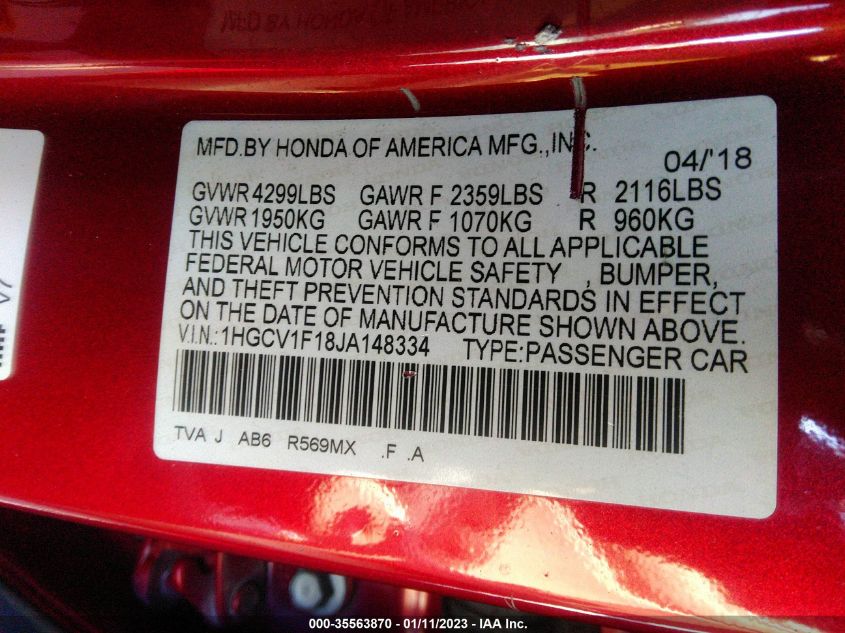 MFD.BY HONDA OF AMERICA MFG.,INC.
04/'18
GVWR 4299LBS GAWR F 2359LBS R 2116LBS
GVWR 1950KG GAWR F 1070KG R 960KG
THIS VEHICLE CONFORMS TO ALL APPLICABLE
FEDERAL MOTOR VEHICLE SAFETY , BUMPER,
AND THEFT PREVENTION STANDARDS IN EFFECT
ON THE DATE OF MANUFACTURE SHOWN ABOVE.
V.I.N.:1HGCV1F18JA148334 TYPE:PASSENGER CAR
TVA J AB6 R569MX .F .A
000-35563870 - 01/11/2023 - IAA Inc.